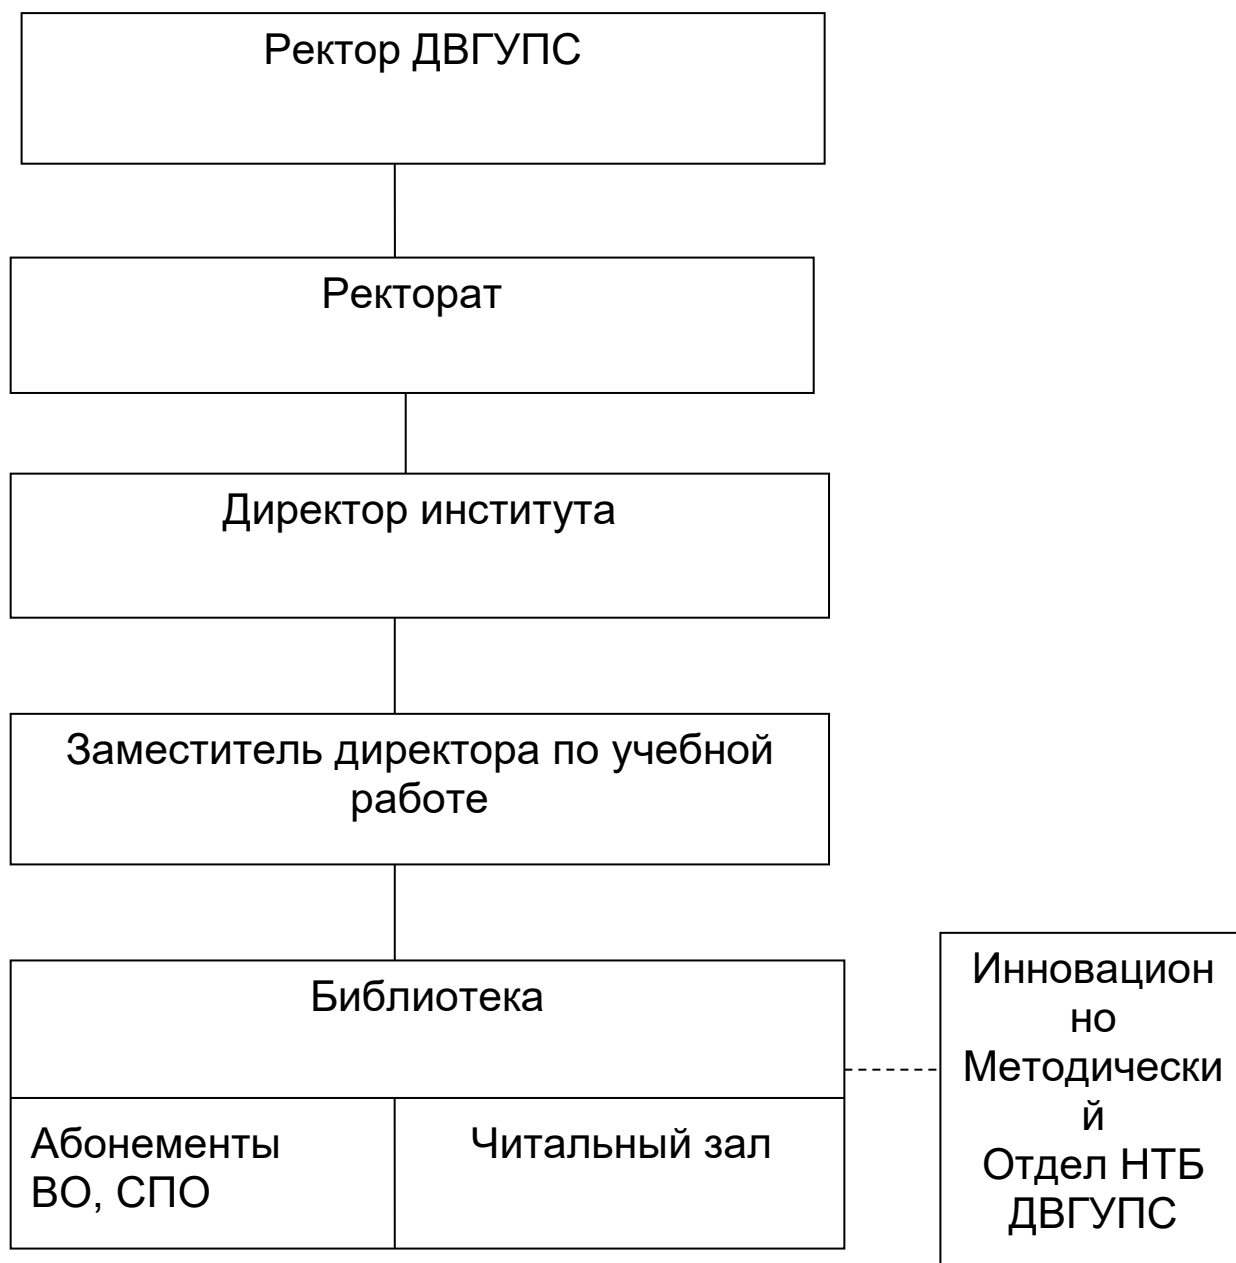 Ректор ДВГУПС
Ректорат
Директор института
Заместитель директора по учебной
работе
Библиотека
Абонементы
ВО, СПО
Читальный зал
Инновацион
но
Методически
й
Отдел НТБ
ДВГУПС